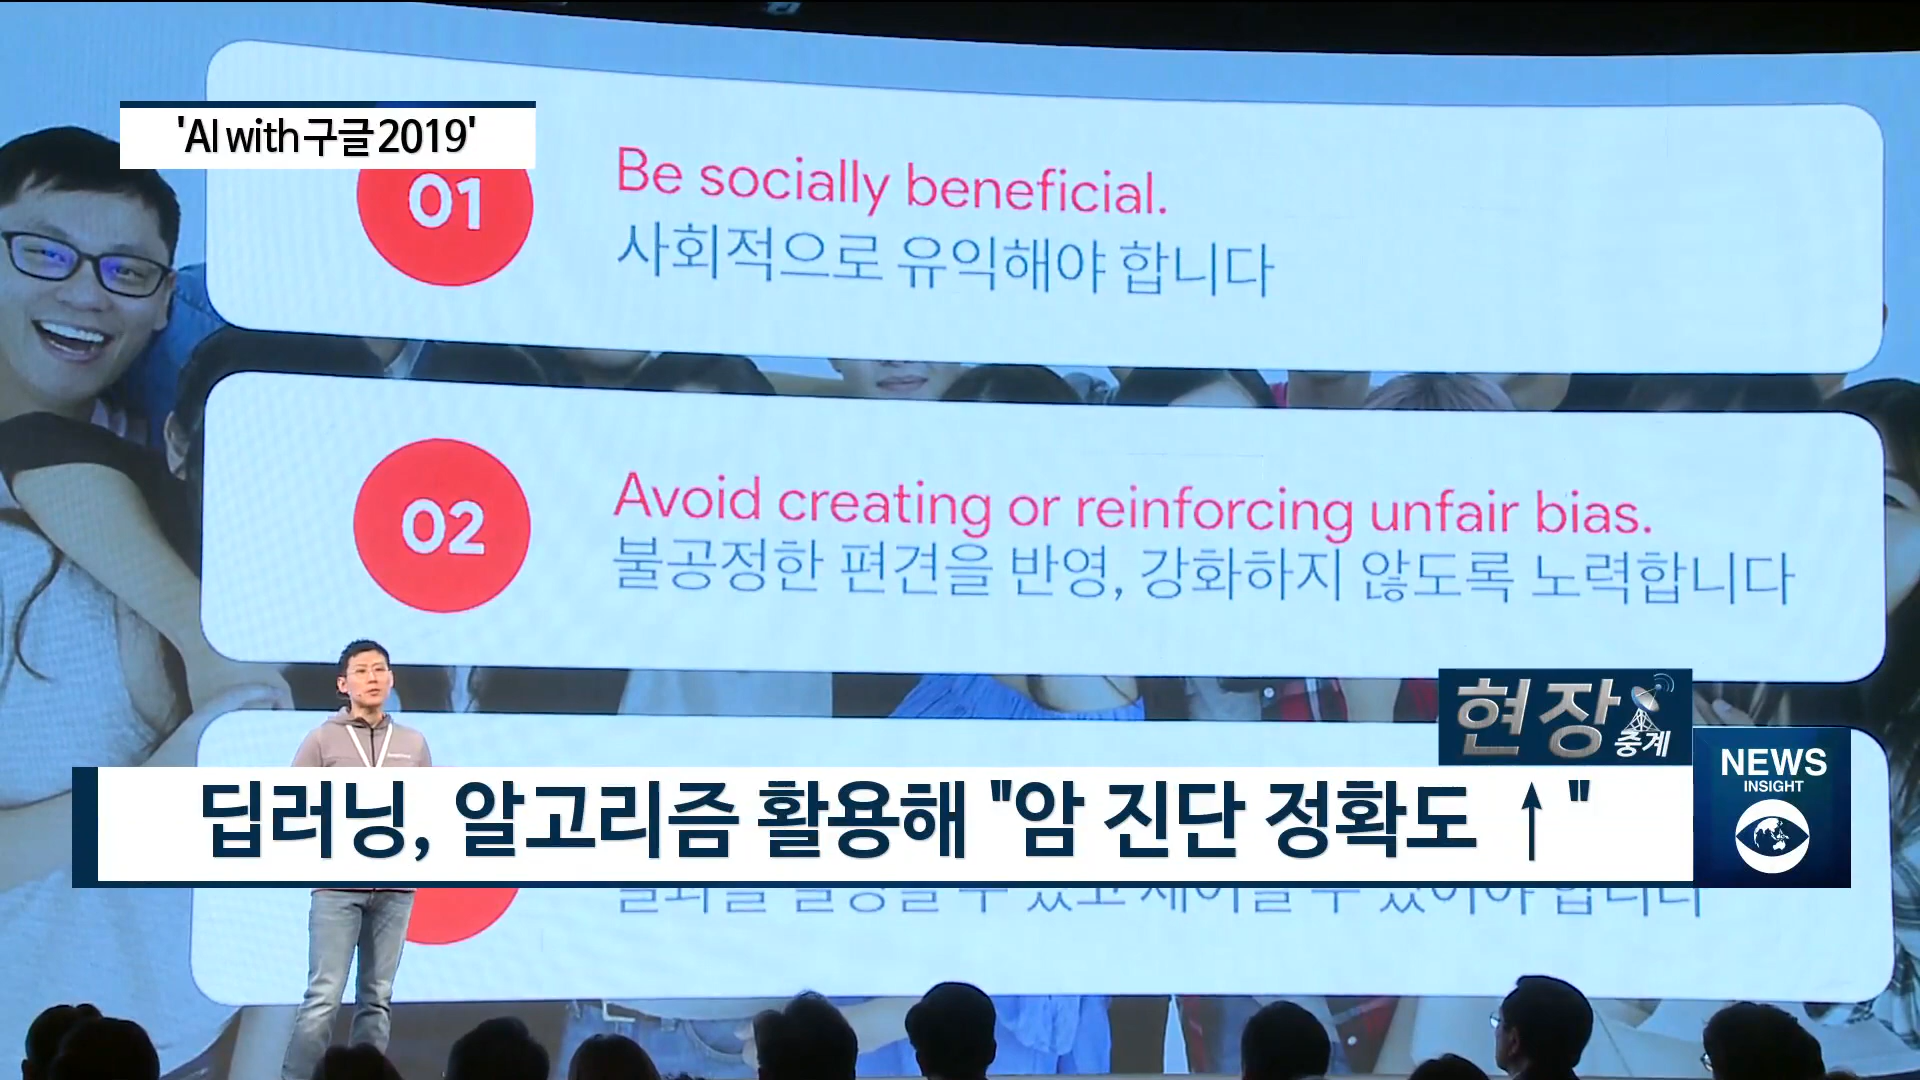 'AI with 구글 2019'
01
Be socially beneficial.
사회적으로 유익해야 합니다
02
Avoid creating or reinforcing unfair bias.
불공정한 편견을 반영, 강화하지 않도록 노력합니다
현장
중계
NEWS
INSIGHT
딥러닝, 알고리즘 활용해 "암 진단 정확도 ↑"